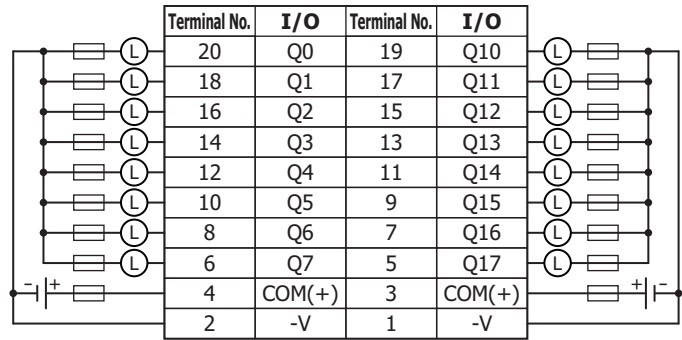 Terminal No. I/O Terminal No. I/O
L 20 Q0 19 Q10 L
L 18 Q1 17 Q11 L
L 16 Q2 15 Q12 L
L 14 Q3 13 Q13 L
L 12 Q4 11 Q14 L
L 10 Q5 9 Q15 L
L 8 Q6 7 Q16 L
L 6 Q7 5 Q17 L
- + 4 COM(+) 3 COM(+) + -
2 -V 1 -V